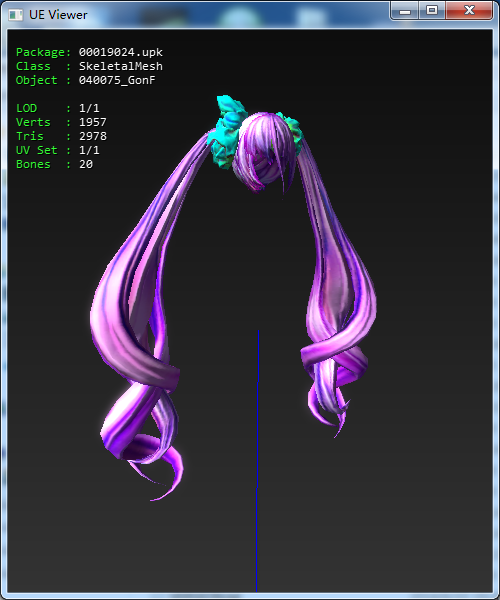 UE Viewer
Package: 00019024.upk
Class : SkeletalMesh
Object : 040075_GonF
LOD : 1/1
Verts : 1957
Tris : 2978
UV Set : 1/1
Bones : 20